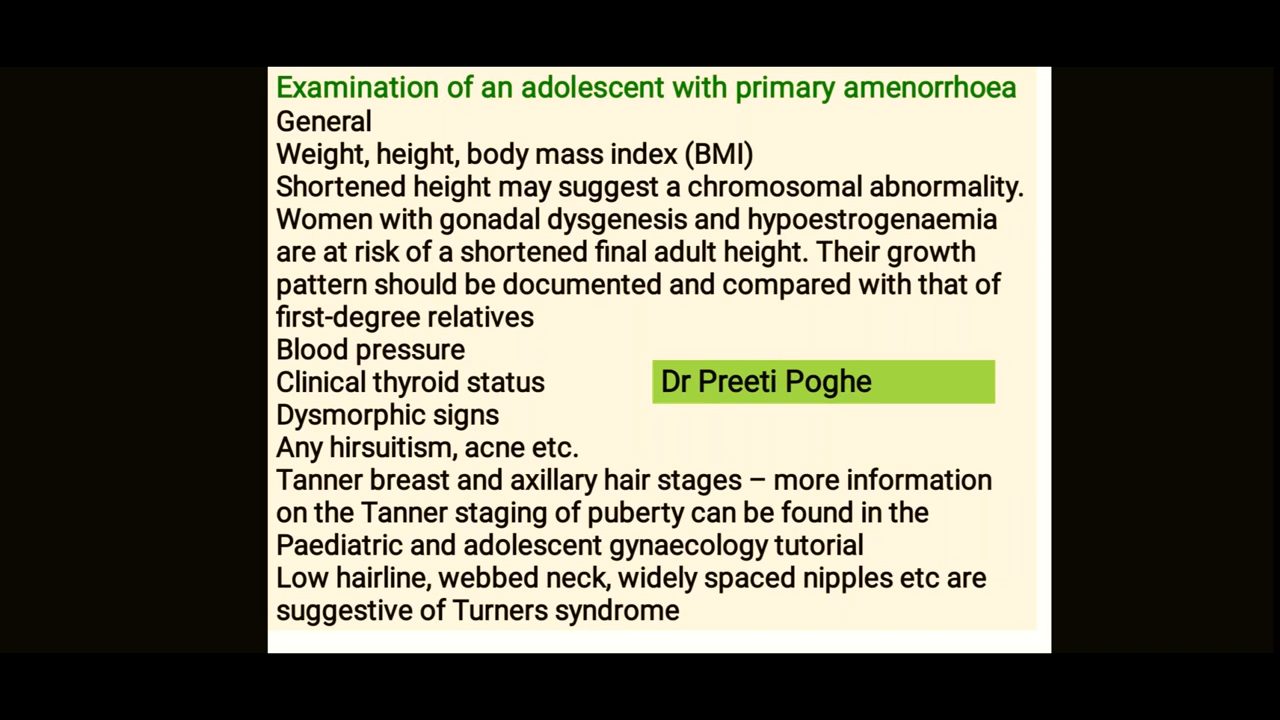 Examination of an adolescent with primary amenorrhoea
General
Weight, height, body mass index (BMI)
Shortened height may suggest a chromosomal abnormality.
Women with gonadal dysgenesis and hypoestrogenaemia
are at risk of a shortened final adult height. Their growth
pattern should be documented and compared with that of
first-degree relatives
Blood pressure
Clinical thyroid status
Dr Preeti Poghe
Dysmorphic signs
Any hirsuitism, acne etc.
Tanner breast and axillary hair stages – more information
on the Tanner staging of puberty can be found in the
Paediatric and adolescent gynaecology tutorial
Low hairline, webbed neck, widely spaced nipples etc are
suggestive of Turners syndrome